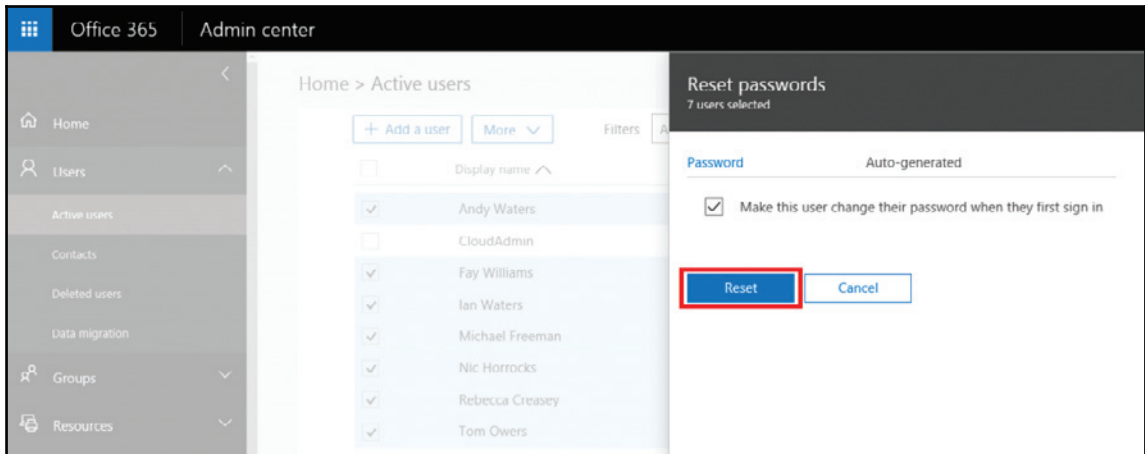 Office 365 Admin center
Home
Users
Active users
Contacts
Deleted users
Data migration
Groups
Resources
Home > Active users
+ Add a user More Filters A
Display name
Andy Waters
CloudAdmin
Fay Williams
Ian Waters
Michael Freeman
Nic Horrocks
Rebecca Creasey
Tom Owers
Reset passwords
7 users selected
Password Auto-generated
Make this user change their password when they first sign in
Reset Cancel